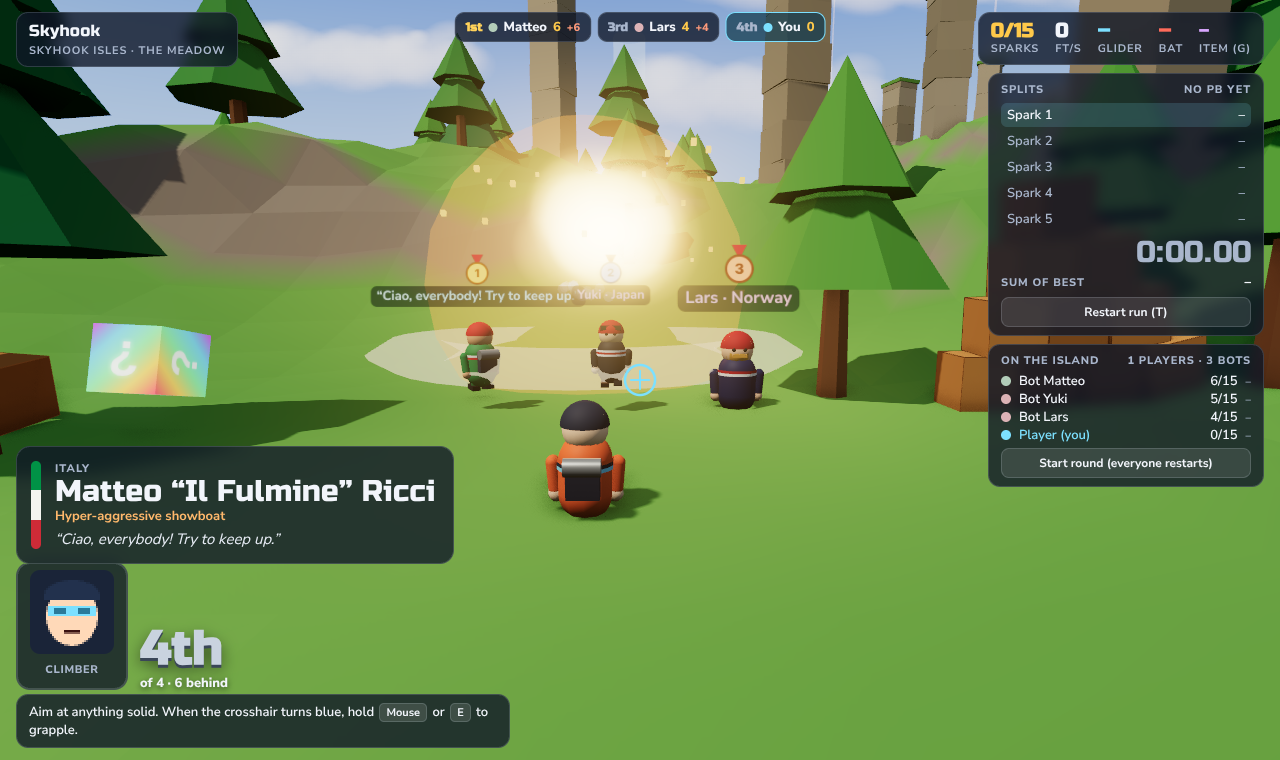 Skyhook
SKYHOOK ISLES · THE MEADOW
1st Matteo 6 +6
3rd Lars 4 +4
4th You 0
0/15 SPARKS
0 FT/S
– GLIDER
– BAT
– ITEM (G)
SPLITS NO PB YET
Spark 1 –
Spark 2 –
Spark 3 –
Spark 4 –
Spark 5 –
0:00.00
SUM OF BEST –
Restart run (T)
ON THE ISLAND 1 PLAYERS · 3 BOTS
Bot Matteo 6/15 –
Bot Yuki 5/15 –
Bot Lars 4/15 –
Player (you) 0/15 –
Start round (everyone restarts)
1
2
3
“Ciao, everybody! Try to keep up
Yuki · Japan
Lars · Norway
¿
?
ITALY
Matteo “Il Fulmine” Ricci
Hyper-aggressive showboat
“Ciao, everybody! Try to keep up.”
CLIMBER
4th
of 4 · 6 behind
Aim at anything solid. When the crosshair turns blue, hold Mouse or E to
grapple.